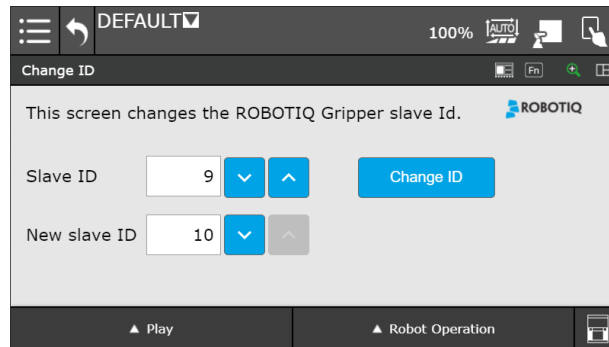 DEFAULT
100% AUTO
Change ID
Fn
This screen changes the ROBOTIQ Gripper slave Id.
ROBOTIQ
Slave ID 9 Change ID
New slave ID 10
▲ Play ▲ Robot Operation